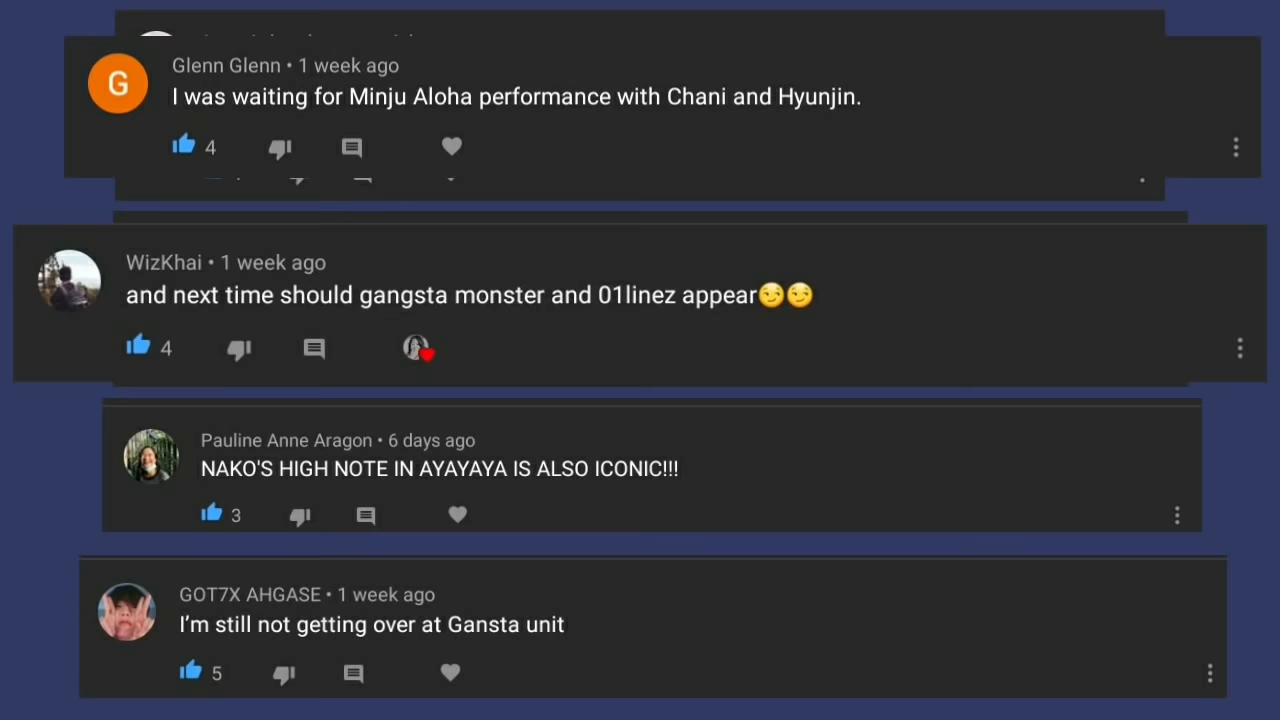 G
Glenn Glenn • 1 week ago
I was waiting for Minju Aloha performance with Chani and Hyunjin.
4
WizKhai • 1 week ago
and next time should gangsta monster and 01linez appear😏😏
4
Pauline Anne Aragon • 6 days ago
NAKO'S HIGH NOTE IN AYAYAYA IS ALSO ICONIC!!!
3
GOT7X AHGASE • 1 week ago
I’m still not getting over at Gansta unit
5